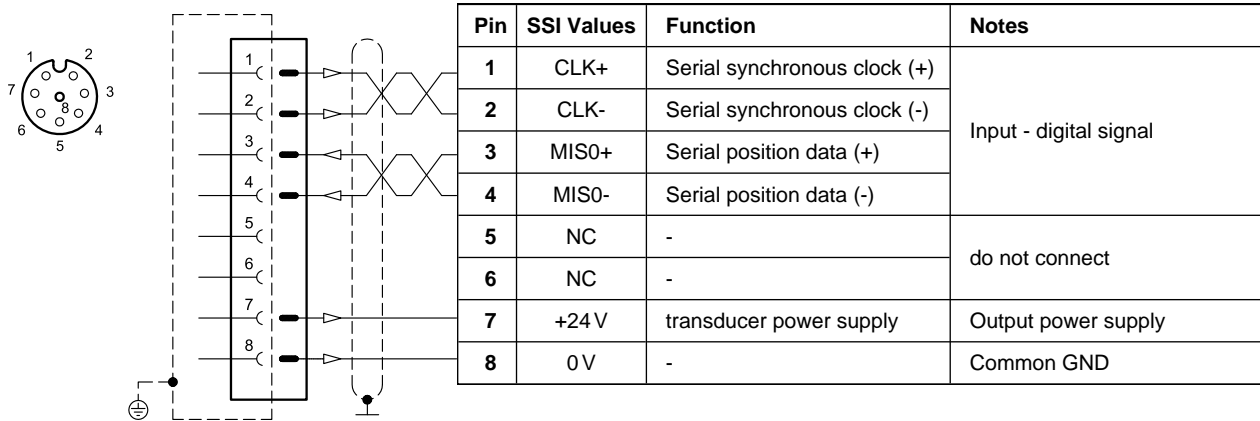 1 2
7 8 3
6 4
5
1
2
3
4
5
6
7
8
Pin SSI Values Function Notes
1 CLK+ Serial synchronous clock (+)
2 CLK- Serial synchronous clock (-)
Input - digital signal
3 MIS0+ Serial position data (+)
4 MIS0- Serial position data (-)
5 NC -
do not connect
6 NC -
7 +24 V transducer power supply Output power supply
8 0 V - Common GND